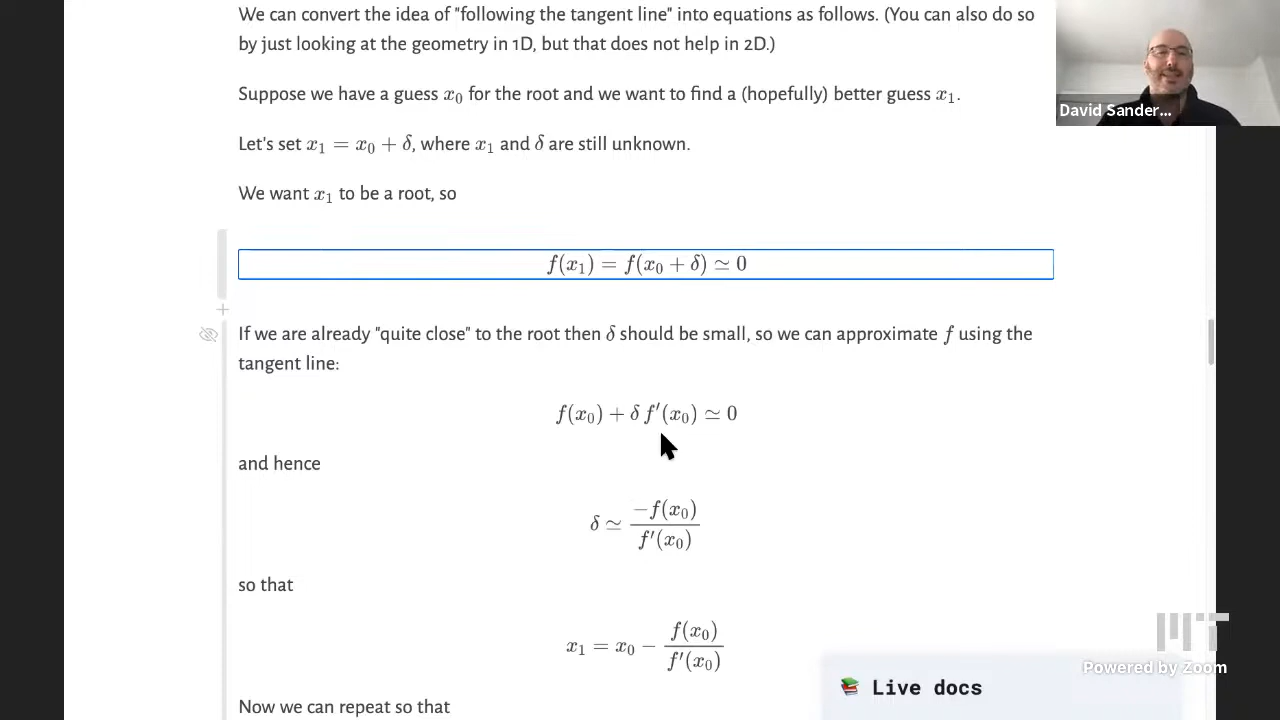 We can convert the idea of "following the tangent line" into equations as follows. (You can also do so
by just looking at the geometry in 1D, but that does not help in 2D.)
Suppose we have a guess x₀ for the root and we want to find a (hopefully) better guess x₁.
David Sander...
Let's set x₁ = x₀ + δ, where x₁ and δ are still unknown.
We want x₁ to be a root, so
f(x₁) = f(x₀ + δ) ≃ 0
If we are already "quite close" to the root then δ should be small, so we can approximate f using the
tangent line:
f(x₀) + δ f′(x₀) ≃ 0
and hence
δ ≃ −f(x₀) / f′(x₀)
so that
x₁ = x₀ − f(x₀) / f′(x₀)
MIT
Powered by Zoom
Live docs
Now we can repeat so that